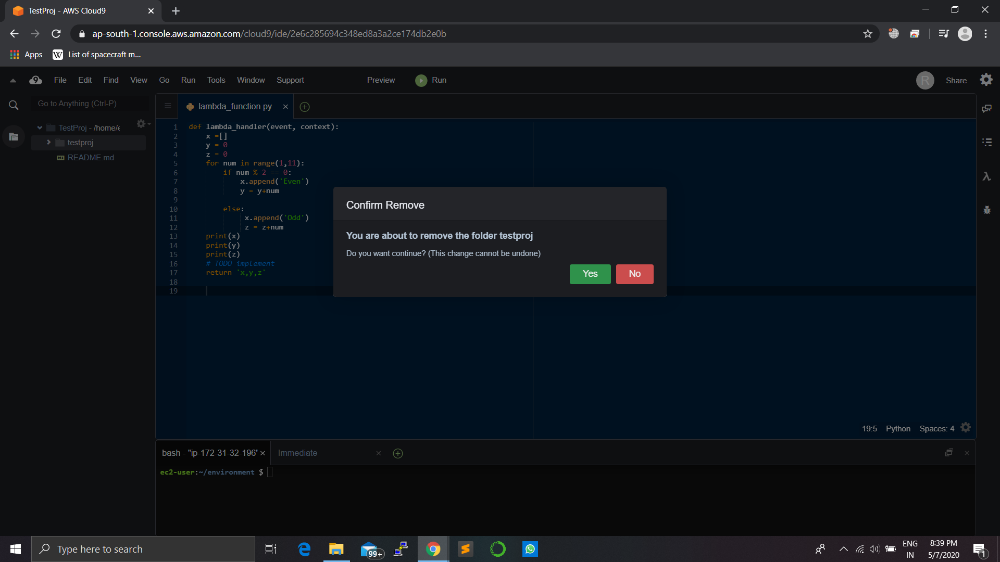 TestProj - AWS Cloud9
ap-south-1.console.aws.amazon.com/cloud9/ide/2e6c285694c348ed8a3a2ce174db2e0b
Apps
W List of spacecraft m...
9 File Edit Find View Go Run Tools Window Support Preview Run R Share
Go to Anything (Ctrl-P)
TestProj - /home/e
testproj
README.md
lambda_function.py
1 def lambda_handler(event, context):
2 x =[]
3 y = 0
4 z = 0
5 for num in range(1,11):
6 if num % 2 == 0:
7 x.append('Even')
8 y = y+num
9
10 else:
11 x.append('Odd')
12 z = z+num
13 print(x)
14 print(y)
15 print(z)
16 # TODO implement
17 return 'x,y,z'
18
19
Confirm Remove
You are about to remove the folder testproj
Do you want continue? (This change cannot be undone)
Yes No
19:5 Python Spaces: 4
bash - "ip-172-31-32-196" Immediate
ec2-user:~/environment $
Type here to search
99+
ENG
IN
8:39 PM
5/7/2020
1